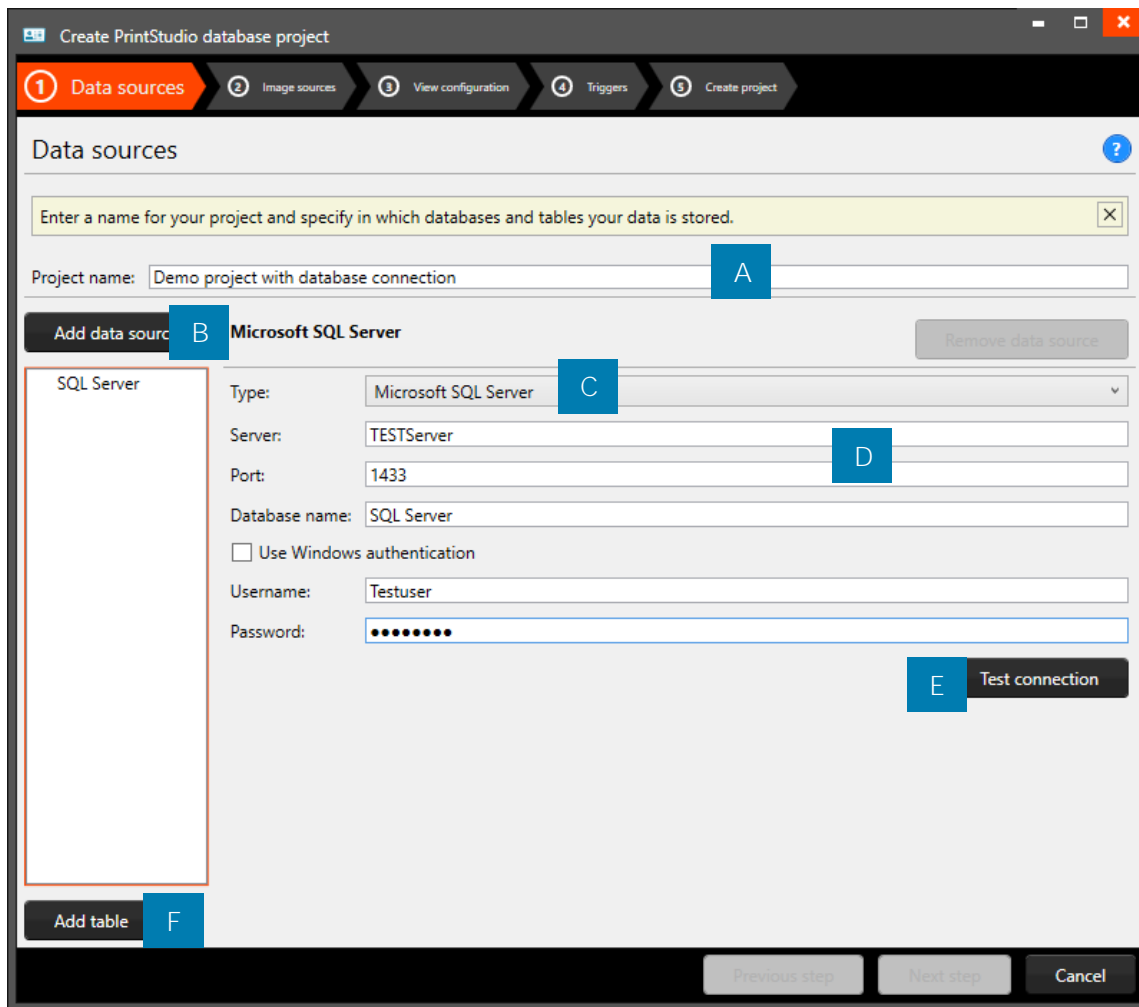 Create PrintStudio database project
1 Data sources 2 Image sources 3 View configuration 4 Triggers 5 Create project
Data sources ?
Enter a name for your project and specify in which databases and tables your data is stored.
A
Project name: Demo project with database connection
Add data sourc B Microsoft SQL Server Remove data source
SQL Server
Type: Microsoft SQL Server C
Server: TESTServer
D
Port: 1433
Database name: SQL Server
Use Windows authentication
Username: Testuser
Password: ●●●●●●●●
E Test connection
Add table F
Previous step Next step Cancel